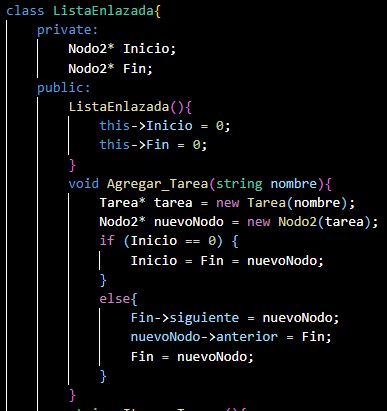 class ListaEnlazada{
private:
Nodo2* Inicio;
Nodo2* Fin;
public:
ListaEnlazada(){
this->Inicio = 0;
this->Fin = 0;
}
void Agregar_Tarea(string nombre){
Tarea* tarea = new Tarea(nombre);
Nodo2* nuevoNodo = new Nodo2(tarea);
if (Inicio == 0) {
Inicio = Fin = nuevoNodo;
}
else{
Fin->siguiente = nuevoNodo;
nuevoNodo->anterior = Fin;
Fin = nuevoNodo;
}
}